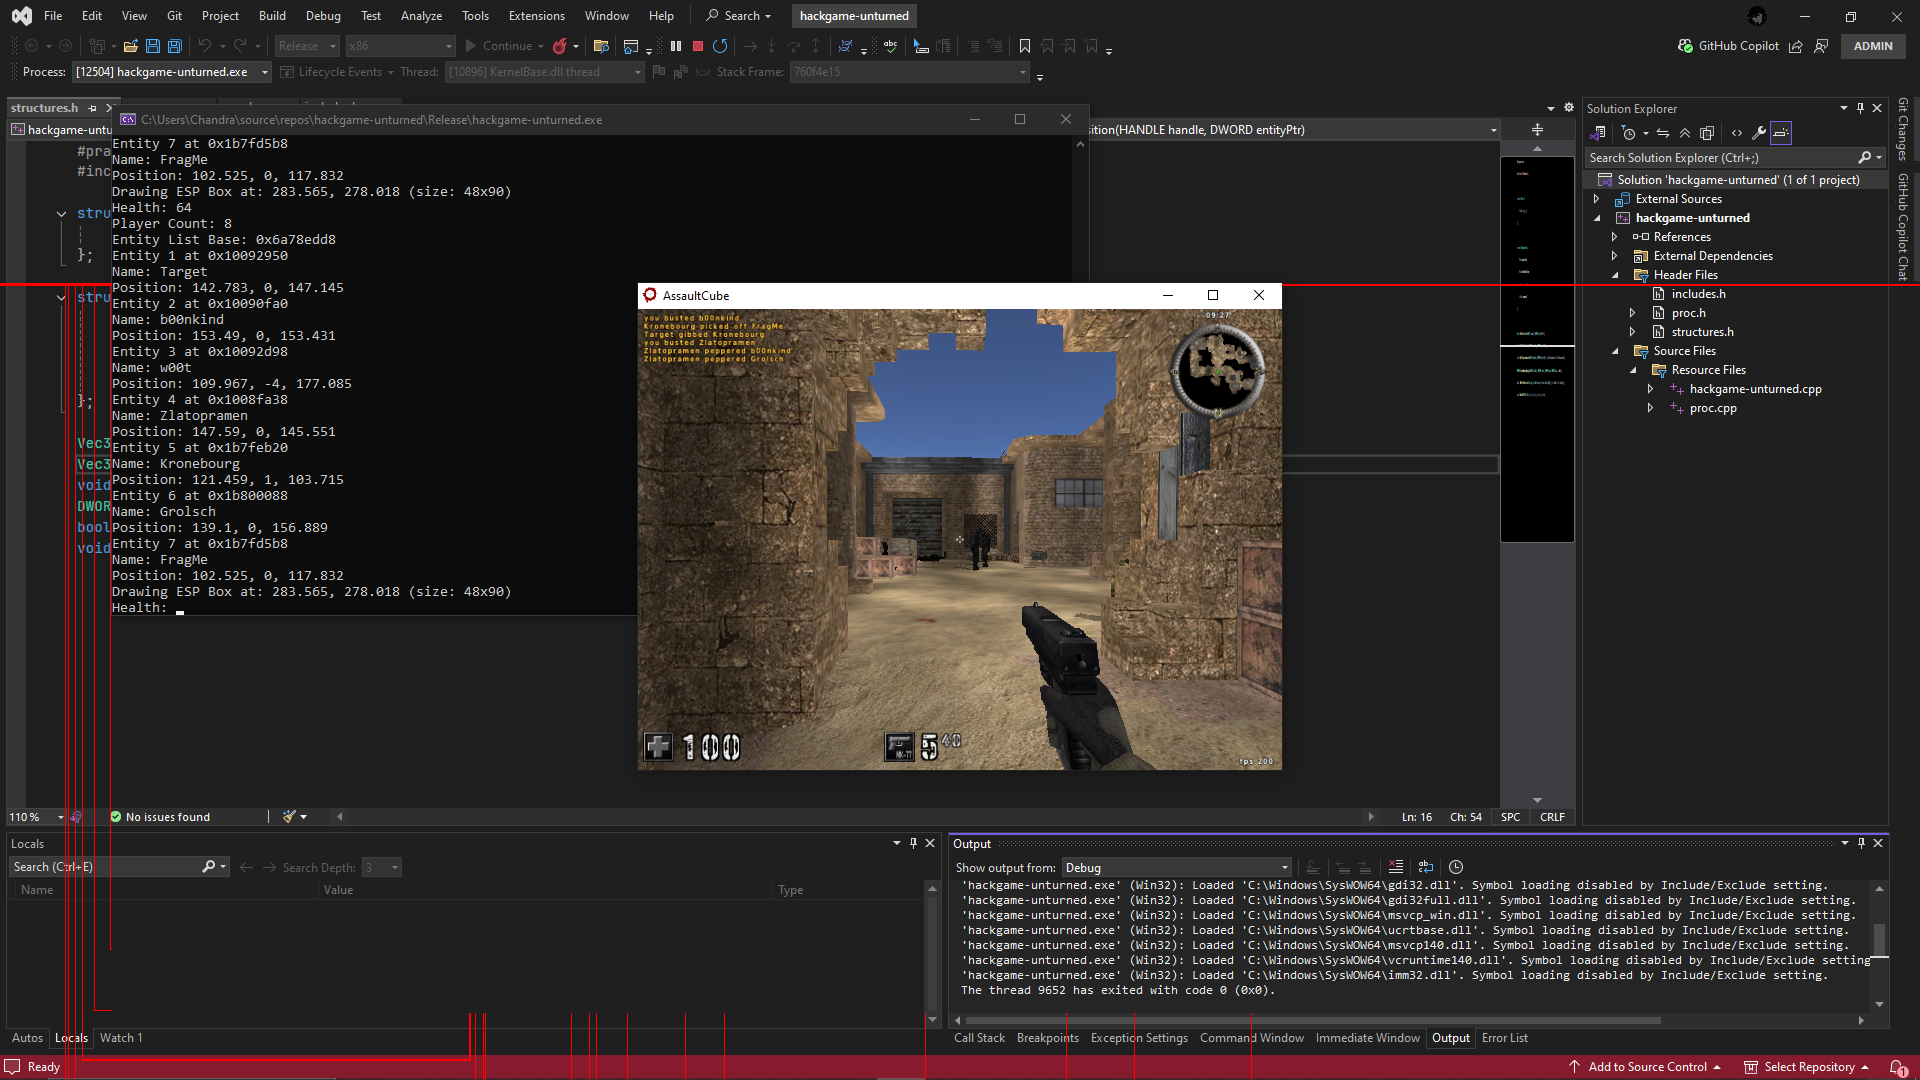 File Edit View Git Project Build Debug Test Analyze Tools Extensions Window Help Search hackgame-unturned
Release x86 Continue GitHub Copilot ADMIN
Process: [12504] hackgame-unturned.exe Lifecycle Events Thread: [10896] KernelBase.dll thread Stack Frame: 760f4e15
structures.h
hackgame-untu
sition(HANDLE handle, DWORD entityPtr)
#pra
#inc
stru
};
stru
};
Vec3
Vec3
void
DWOR
bool
void
C:\Users\Chandra\source\repos\hackgame-unturned\Release\hackgame-unturned.exe
Entity 7 at 0x1b7fd5b8
Name: FragMe
Position: 102.525, 0, 117.832
Drawing ESP Box at: 283.565, 278.018 (size: 48x90)
Health: 64
Player Count: 8
Entity List Base: 0x6a78edd8
Entity 1 at 0x10092950
Name: Target
Position: 142.783, 0, 147.145
Entity 2 at 0x10090fa0
Name: b00nkind
Position: 153.49, 0, 153.431
Entity 3 at 0x10092d98
Name: w00t
Position: 109.967, -4, 177.085
Entity 4 at 0x1008fa38
Name: Zlatopramen
Position: 147.59, 0, 145.551
Entity 5 at 0x1b7feb20
Name: Kronebourg
Position: 121.459, 1, 103.715
Entity 6 at 0x1b800088
Name: Grolsch
Position: 139.1, 0, 156.889
Entity 7 at 0x1b7fd5b8
Name: FragMe
Position: 102.525, 0, 117.832
Drawing ESP Box at: 283.565, 278.018 (size: 48x90)
Health:
AssaultCube
you busted b00nkind
Kronebourg picked off FragMe
Target gibbed Kronebourg
you busted Zlatopramen
Zlatopramen peppered b00nkind
Zlatopramen peppered Grolsch
09:27
N
100
MK-77
5 40
fps 200
Solution Explorer
Search Solution Explorer (Ctrl+;)
Solution 'hackgame-unturned' (1 of 1 project)
External Sources
hackgame-unturned
References
External Dependencies
Header Files
includes.h
proc.h
structures.h
Source Files
Resource Files
hackgame-unturned.cpp
proc.cpp
Git Changes
GitHub Copilot Chat
110 % No issues found Ln: 16 Ch: 54 SPC CRLF
Locals
Search (Ctrl+E) Search Depth: 3
Name Value Type
Autos Locals Watch 1
Output
Show output from: Debug
'hackgame-unturned.exe' (Win32): Loaded 'C:\Windows\SysWOW64\gdi32.dll'. Symbol loading disabled by Include/Exclude setting.
'hackgame-unturned.exe' (Win32): Loaded 'C:\Windows\SysWOW64\gdi32full.dll'. Symbol loading disabled by Include/Exclude setting.
'hackgame-unturned.exe' (Win32): Loaded 'C:\Windows\SysWOW64\msvcp_win.dll'. Symbol loading disabled by Include/Exclude setting.
'hackgame-unturned.exe' (Win32): Loaded 'C:\Windows\SysWOW64\ucrtbase.dll'. Symbol loading disabled by Include/Exclude setting.
'hackgame-unturned.exe' (Win32): Loaded 'C:\Windows\SysWOW64\msvcp140.dll'. Symbol loading disabled by Include/Exclude setting.
'hackgame-unturned.exe' (Win32): Loaded 'C:\Windows\SysWOW64\vcruntime140.dll'. Symbol loading disabled by Include/Exclude setting
'hackgame-unturned.exe' (Win32): Loaded 'C:\Windows\SysWOW64\imm32.dll'. Symbol loading disabled by Include/Exclude setting.
The thread 9652 has exited with code 0 (0x0).
Call Stack Breakpoints Exception Settings Command Window Immediate Window Output Error List
Ready Add to Source Control Select Repository 1